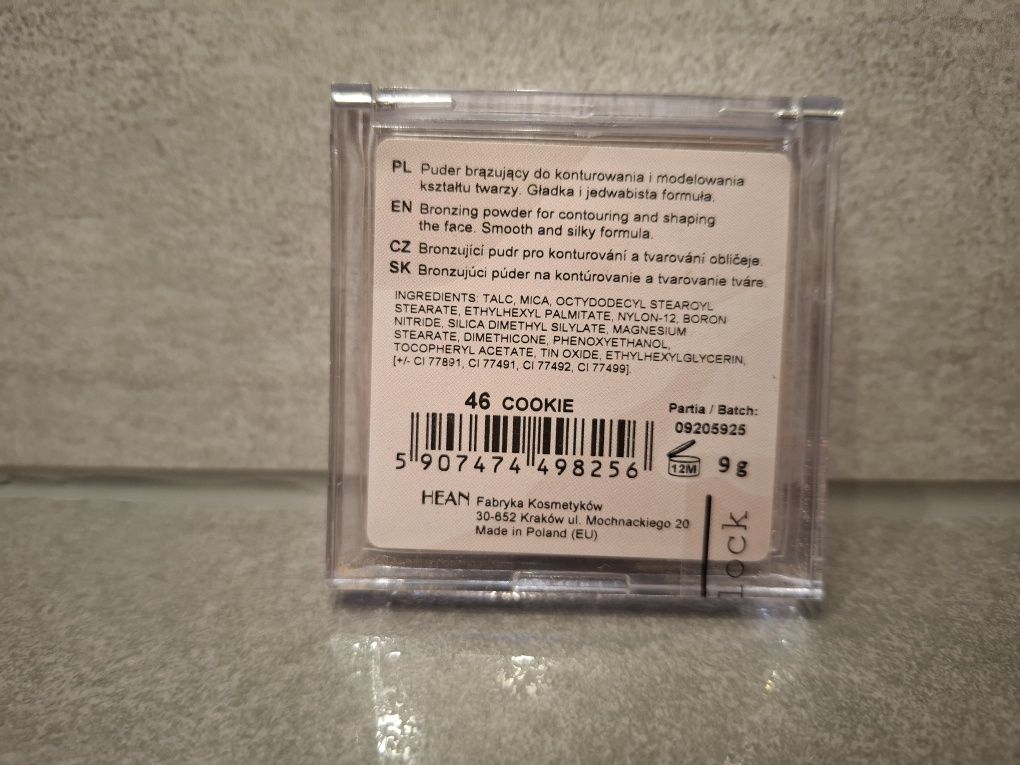 PL Puder brązujący do konturowania i modelowania
kształtu twarzy. Gładka i jedwabista formuła.
EN Bronzing powder for contouring and shaping
the face. Smooth and silky formula.
CZ Bronzující pudr pro konturování a tvarování obličeje.
SK Bronzujúci púder na kontúrovanie a tvarovanie tváre.
INGREDIENTS: TALC, MICA, OCTYDODECYL STEAROYL
STEARATE, ETHYLHEXYL PALMITATE, NYLON-12, BORON
NITRIDE, SILICA DIMETHYL SILYLATE, MAGNESIUM
STEARATE, DIMETHICONE, PHENOXYETHANOL,
TOCOPHERYL ACETATE, TIN OXIDE, ETHYLHEXYLGLYCERIN,
[+/- CI 77891, CI 77491, CI 77492, CI 77499].
46 COOKIE
Partia / Batch:
09205925
5 907474 498256
12M
9 g
HEAN Fabryka Kosmetyków
30-652 Kraków ul. Mochnackiego 20
Made in Poland (EU)
lock